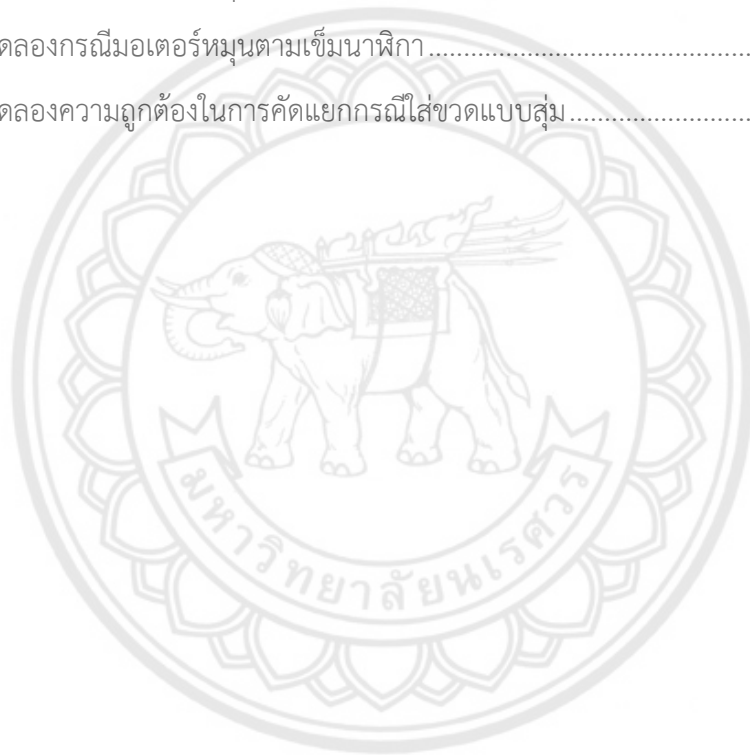 ดลองกรณีมอเตอร์หมุนตามเข็มนาฬิกา..............................................
ดลองความถูกต้องในการคัดแยกกรณีใส่ขวดแบบสุ่ม..........................
มหาวิทยาลัยนเรศวร